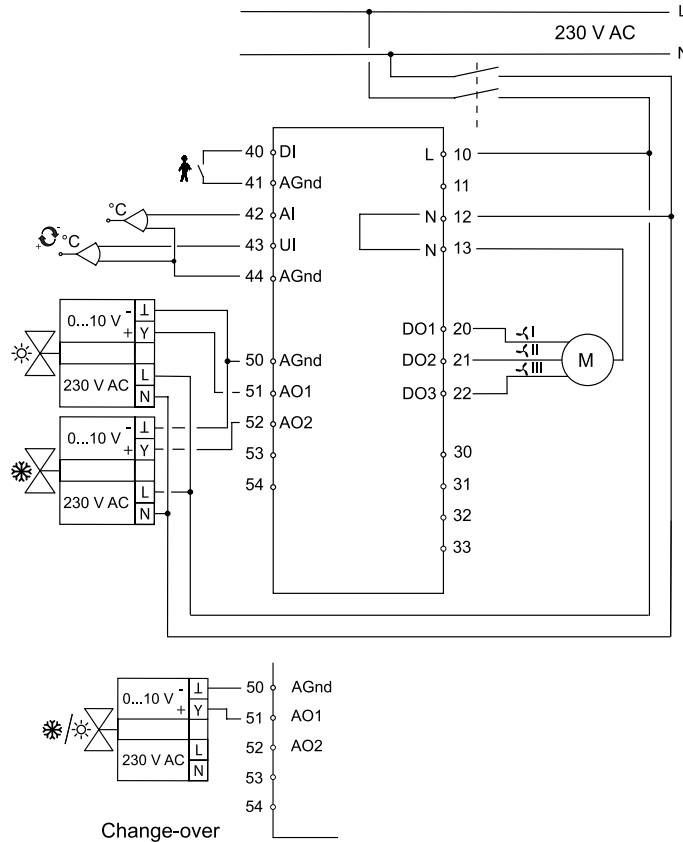 L
230 V AC
N
40 DI
L 10
41 AGnd
11
°C
42 AI
N 12
°C
43 UI
N 13
44 AGnd
0...10 V - ⊥
+ Y
DO1 20 I
230 V AC L
N
50 AGnd
DO2 21 II
M
51 AO1
DO3 22 III
0...10 V - ⊥
+ Y
52 AO2
53
30
230 V AC L
N
54
31
32
33
0...10 V - ⊥
+ Y
50 AGnd
51 AO1
230 V AC L
N
52 AO2
53
54
Change-over